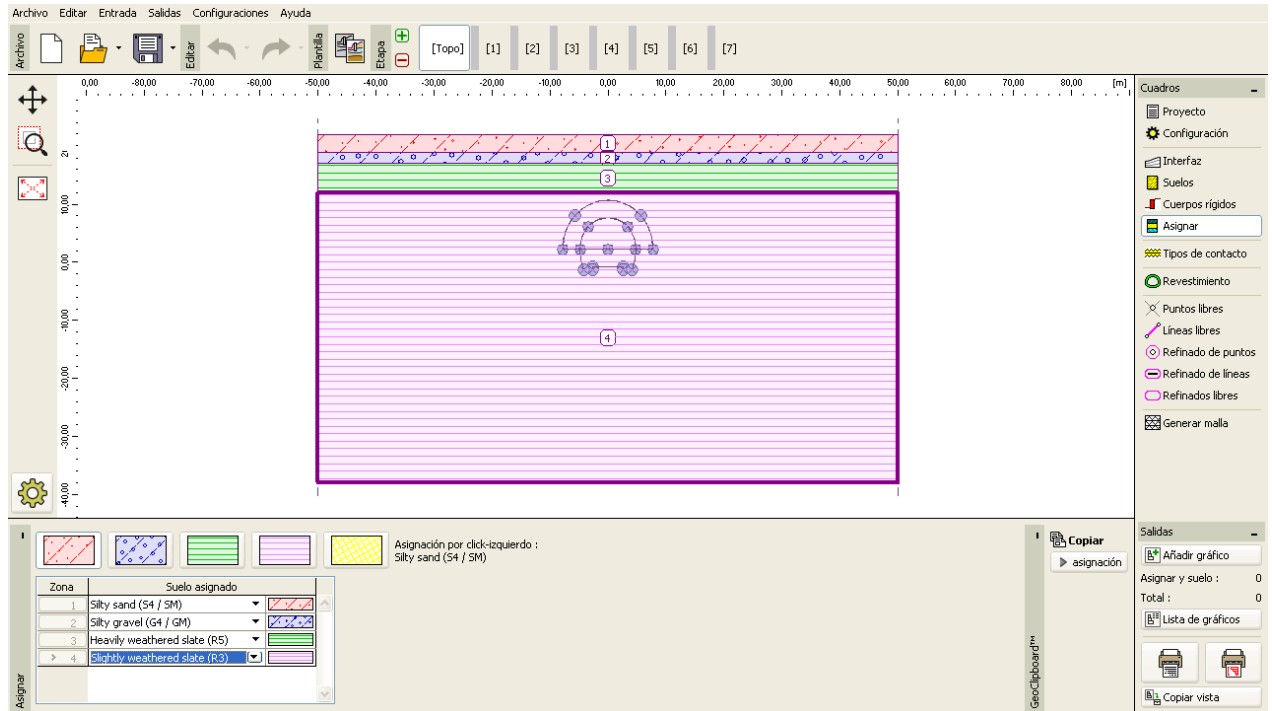 Archivo Editar Entrada Salidas Configuraciones Ayuda
Archivo
Editar
Plantilla
Etapa
[Topo] [1] [2] [3] [4] [5] [6] [7]
0,00 -80,00 -70,00 -60,00 -50,00 -40,00 -30,00 -20,00 -10,00 0,00 10,00 20,00 30,00 40,00 50,00 60,00 70,00 80,00 [m]
10,00
0,00
-10,00
-20,00
-30,00
-40,00
1
2
3
4
Cuadros
Proyecto
Configuración
Interfaz
Suelos
Cuerpos rígidos
Asignar
Tipos de contacto
Revestimiento
Puntos libres
Líneas libres
Refinado de puntos
Refinado de líneas
Refinados libres
Generar malla
Asignar
Asignación por click-izquierdo :
Silty sand (S4 / SM)
Zona Suelo asignado
1 Silty sand (S4 / SM)
2 Silty gravel (G4 / GM)
3 Heavily weathered slate (R5)
> 4 Slightly weathered slate (R3)
GeoClipboard™
Copiar
asignación
Salidas
Añadir gráfico
Asignar y suelo : 0
Total : 0
Lista de gráficos
Copiar vista